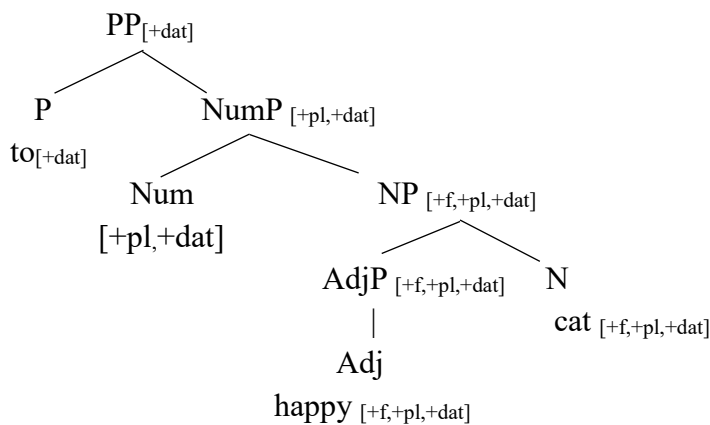 PP[+dat]
P NumP [+pl,+dat]
to[+dat]
Num NP [+f,+pl,+dat]
[+pl,+dat]
AdjP [+f,+pl,+dat] N
cat [+f,+pl,+dat]
Adj
happy [+f,+pl,+dat]